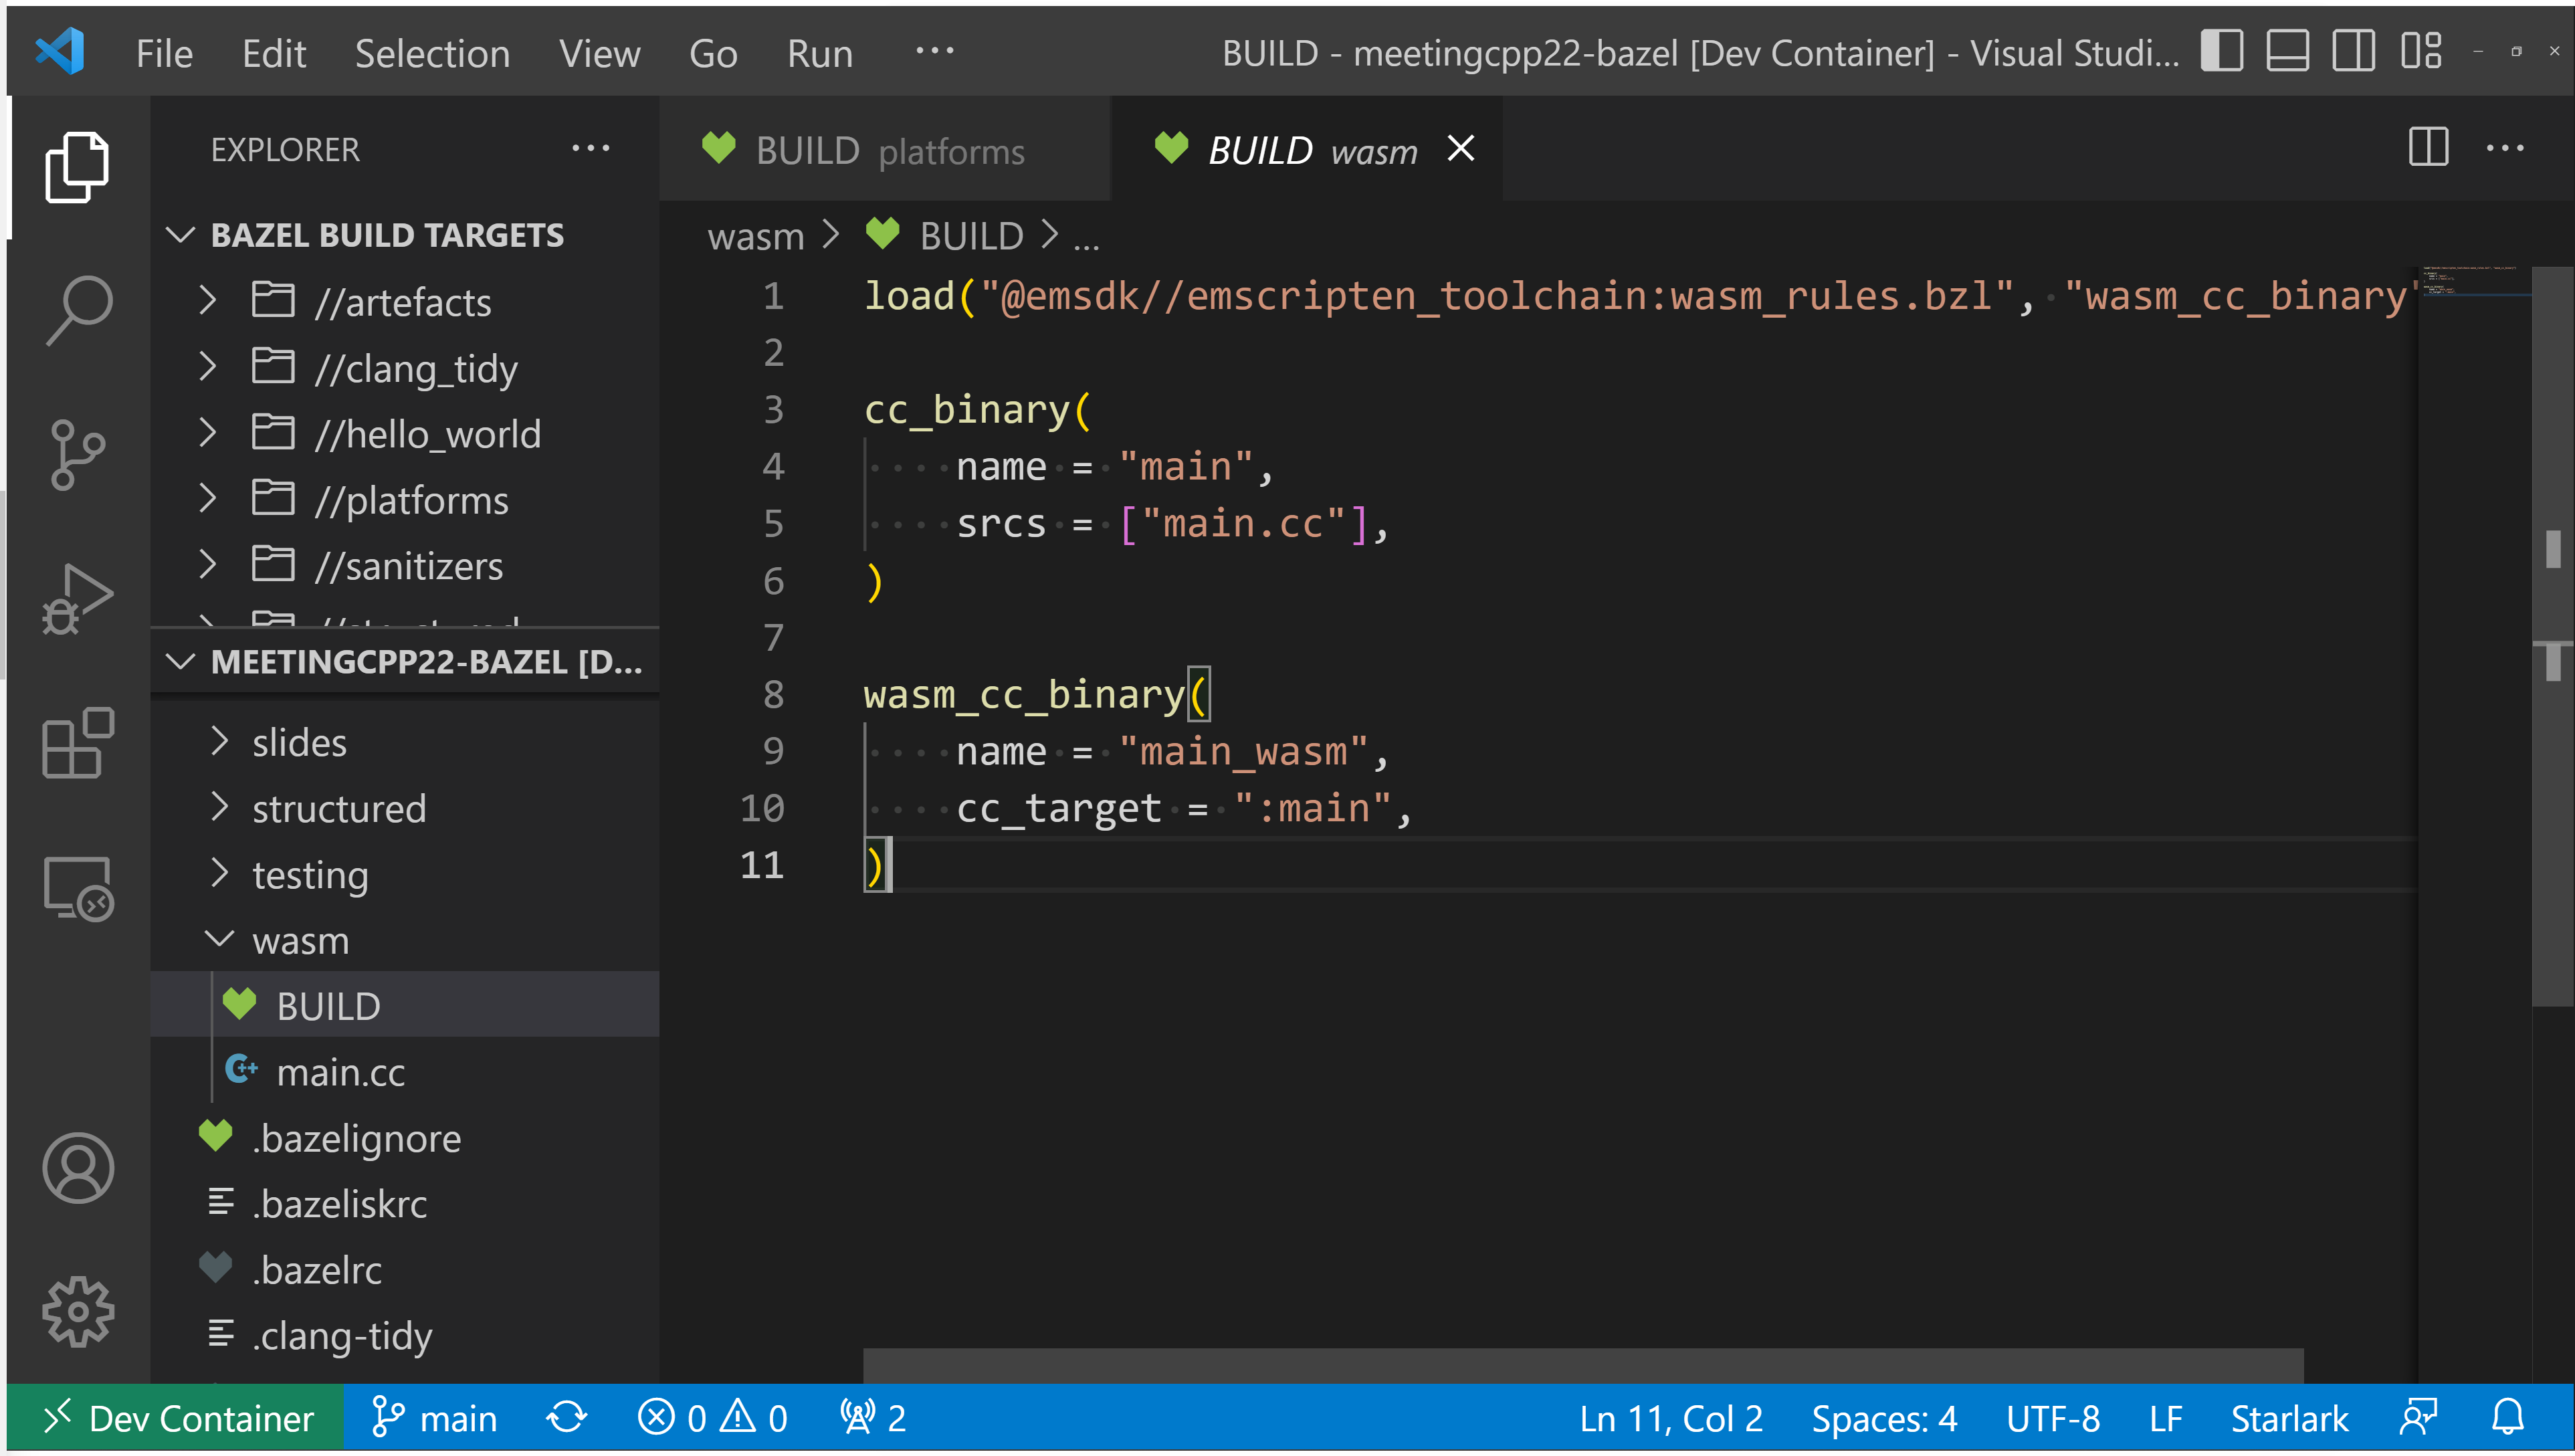 File Edit Selection View Go Run ··· BUILD - meetingcpp22-bazel [Dev Container] - Visual Studi...
EXPLORER ···
BAZEL BUILD TARGETS
//artefacts
//clang_tidy
//hello_world
//platforms
//sanitizers
MEETINGCPP22-BAZEL [D...
slides
structured
testing
wasm
BUILD
main.cc
.bazelignore
.bazeliskrc
.bazelrc
.clang-tidy
BUILD platforms BUILD wasm
wasm > BUILD > ...
1 load("@emsdk//emscripten_toolchain:wasm_rules.bzl", "wasm_cc_binary"
2
3 cc_binary(
4 name = "main",
5 srcs = ["main.cc"],
6 )
7
8 wasm_cc_binary(
9 name = "main_wasm",
10 cc_target = ":main",
11 )
Dev Container main 0 0 2 Ln 11, Col 2 Spaces: 4 UTF-8 LF Starlark